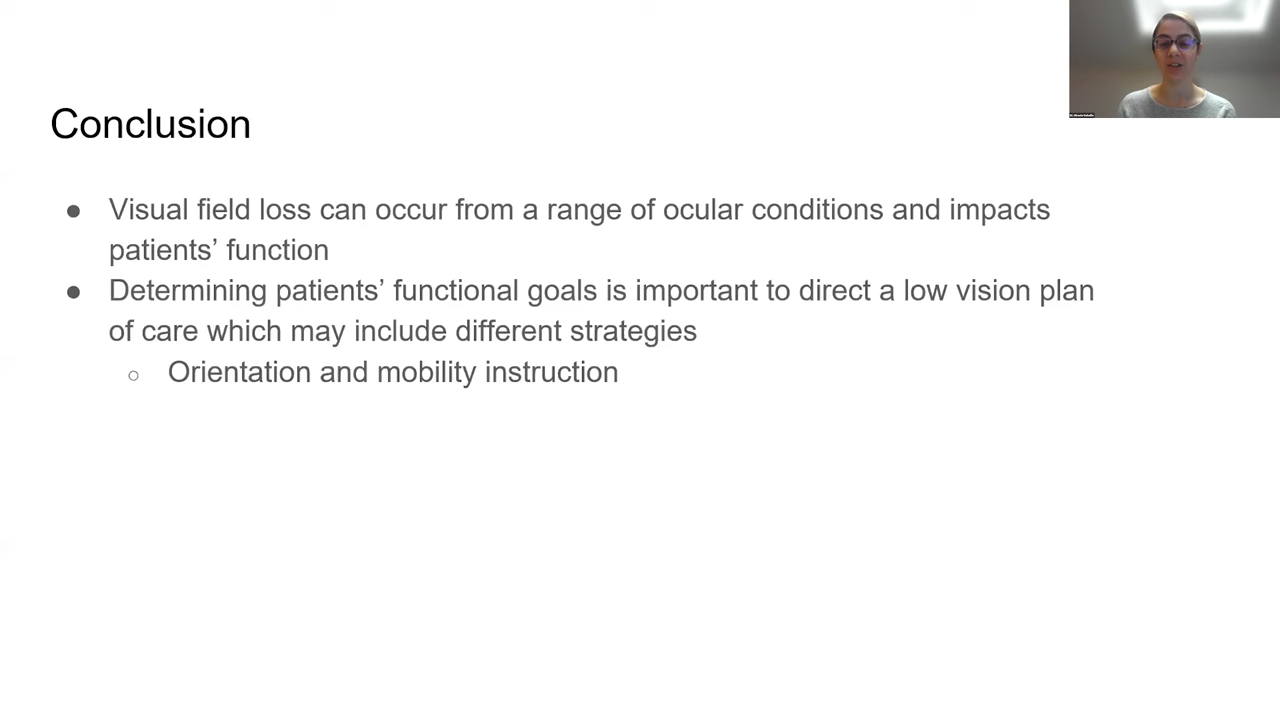 Conclusion
● Visual field loss can occur from a range of ocular conditions and impacts
patients’ function
● Determining patients’ functional goals is important to direct a low vision plan
of care which may include different strategies
○ Orientation and mobility instruction